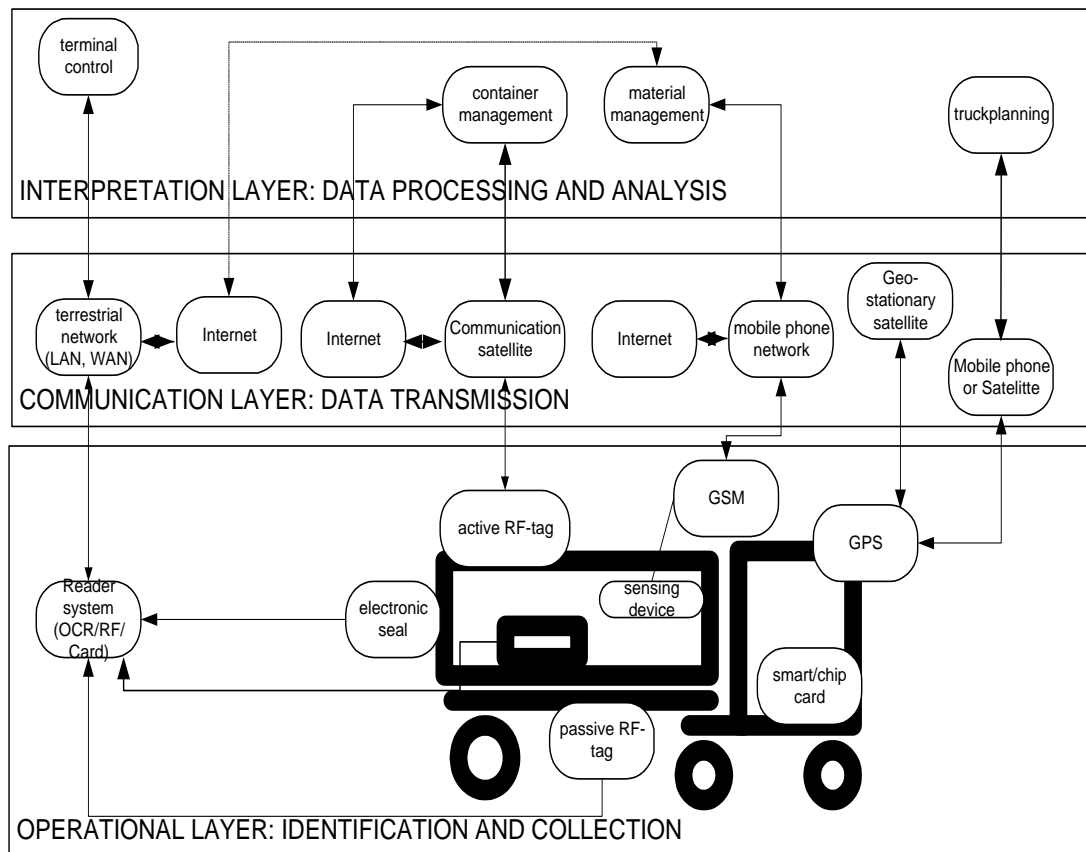 terminal
control
container
management
material
management
truckplanning
INTERPRETATION LAYER: DATA PROCESSING AND ANALYSIS
terrestrial
network
(LAN, WAN)
Internet
Internet
Communication
satellite
Internet
mobile phone
network
Geo-
stationary
satellite
Mobile phone
or Satelitte
COMMUNICATION LAYER: DATA TRANSMISSION
active RF-tag
GSM
GPS
Reader
system
(OCR/RF/
Card)
electronic
seal
sensing
device
smart/chip
card
passive RF-
tag
OPERATIONAL LAYER: IDENTIFICATION AND COLLECTION